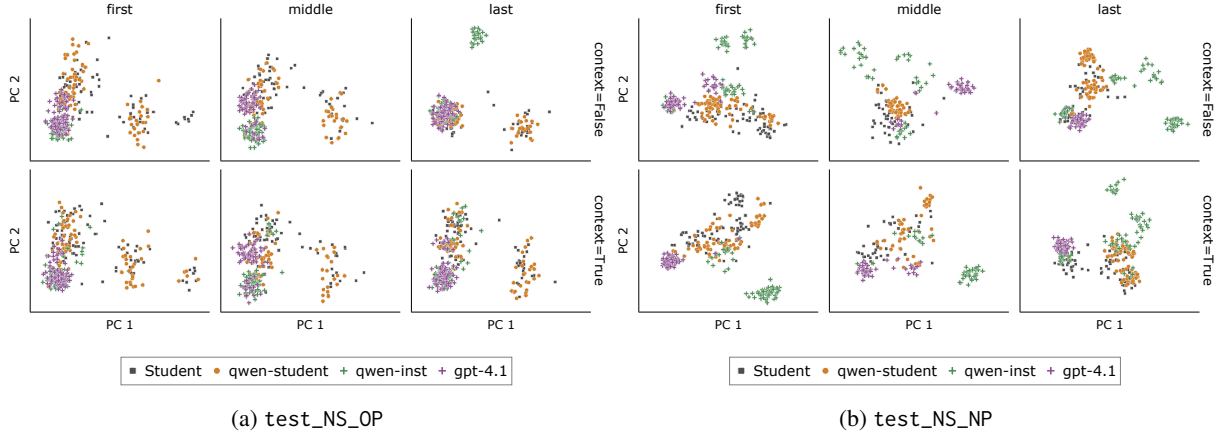 first middle last
PC 2
context=False
PC 2
context=True
PC 1 PC 1 PC 1
Student qwen-student qwen-inst gpt-4.1
(a) test_NS_OP
first middle last
PC 2
context=False
PC 2
context=True
PC 1 PC 1 PC 1
Student qwen-student qwen-inst gpt-4.1
(b) test_NS_NP